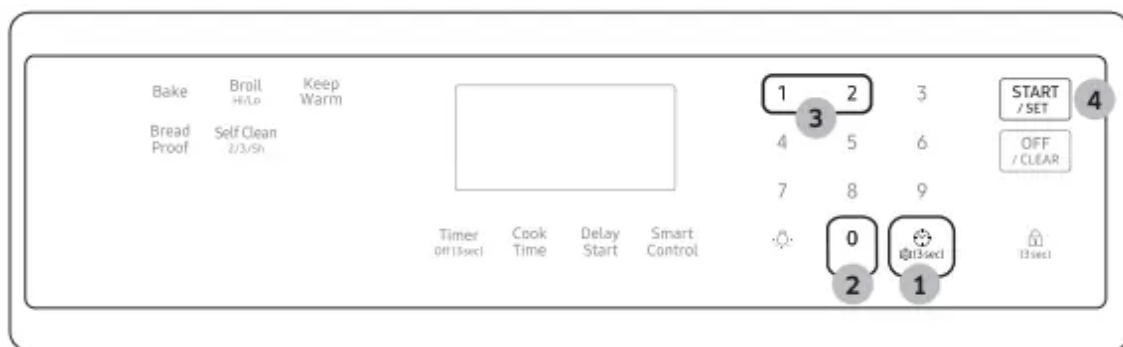 Bake
Broil
Hi/Lo
Keep
Warm
Bread
Proof
Self Clean
2/3/5h
Timer
Off (3sec)
Cook
Time
Delay
Start
Smart
Control
1 2 3
3
4 5 6
7 8 9
0
(3sec)
2
1
START
/ SET
4
OFF
/ CLEAR
(3sec)